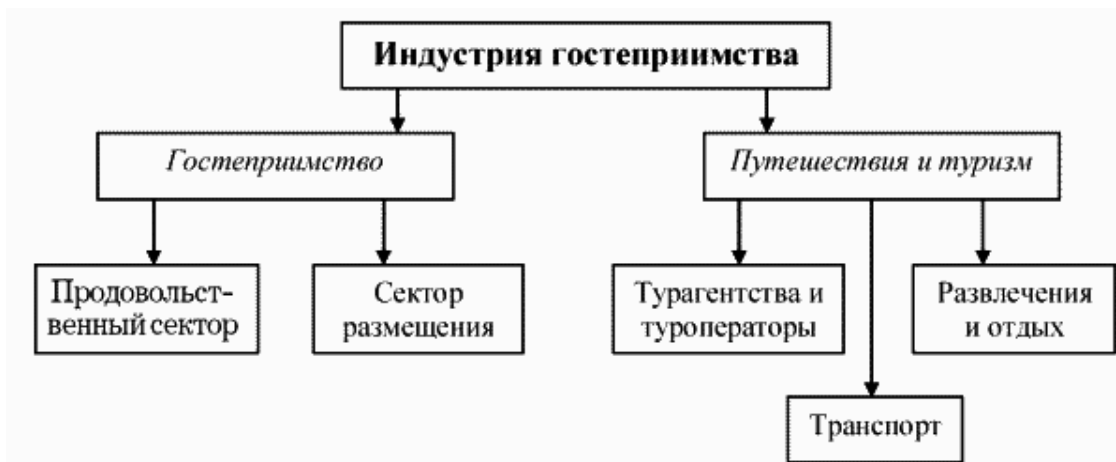 Индустрия гостеприимства
Гостеприимство
Путешествия и туризм
Продовольст-
венный сектор
Сектор
размещения
Турагентства и
туроператоры
Развлечения
и отдых
Транспорт